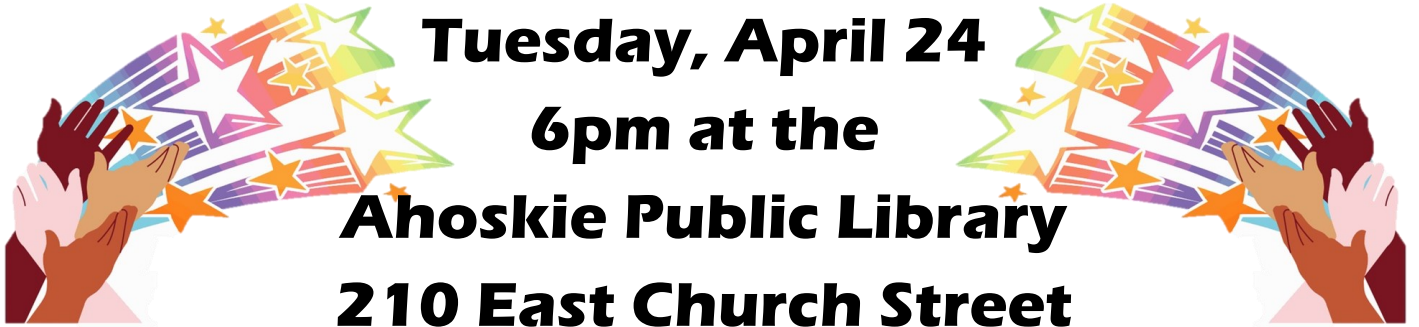 Tuesday, April 24
6pm at the
Ahoskie Public Library
210 East Church Street